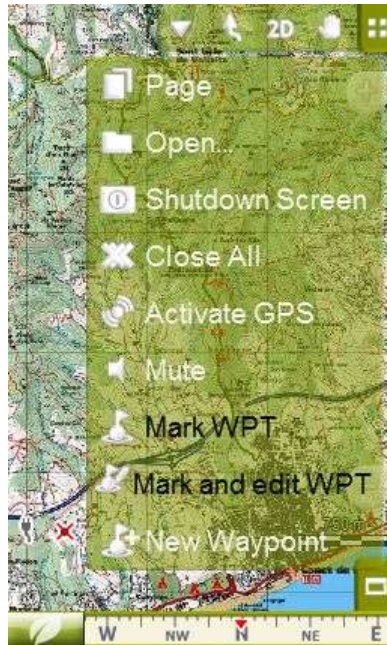 2D
Page
Open...
Shutdown Screen
Close All
Activate GPS
Mute
Mark WPT
Mark and edit WPT
New Waypoint
50 m
W NW N NE E